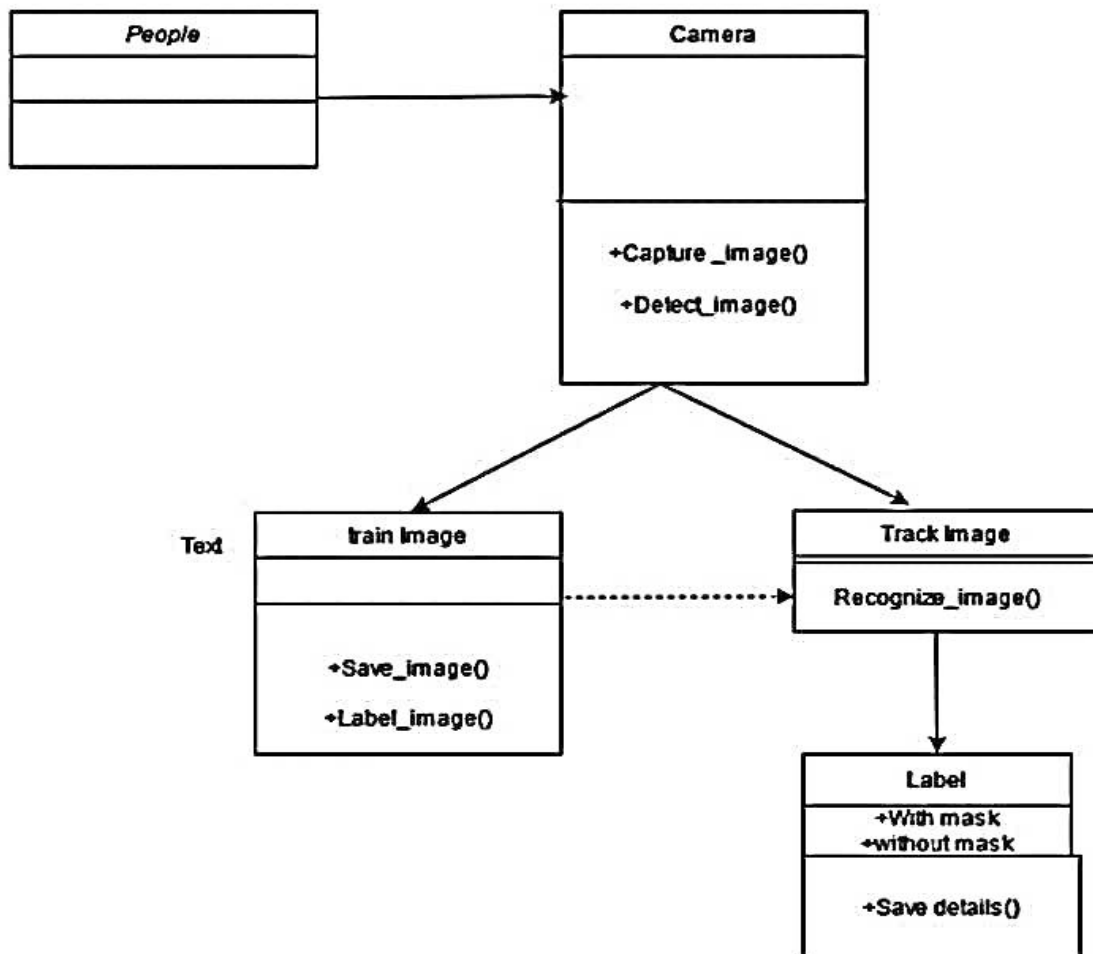 People
Camera
+Capture _image()
+Detect_image()
Text
train Image
+Save_image()
+Label_image()
Track Image
Recognize_image()
Label
+With mask
+without mask
+Save details()